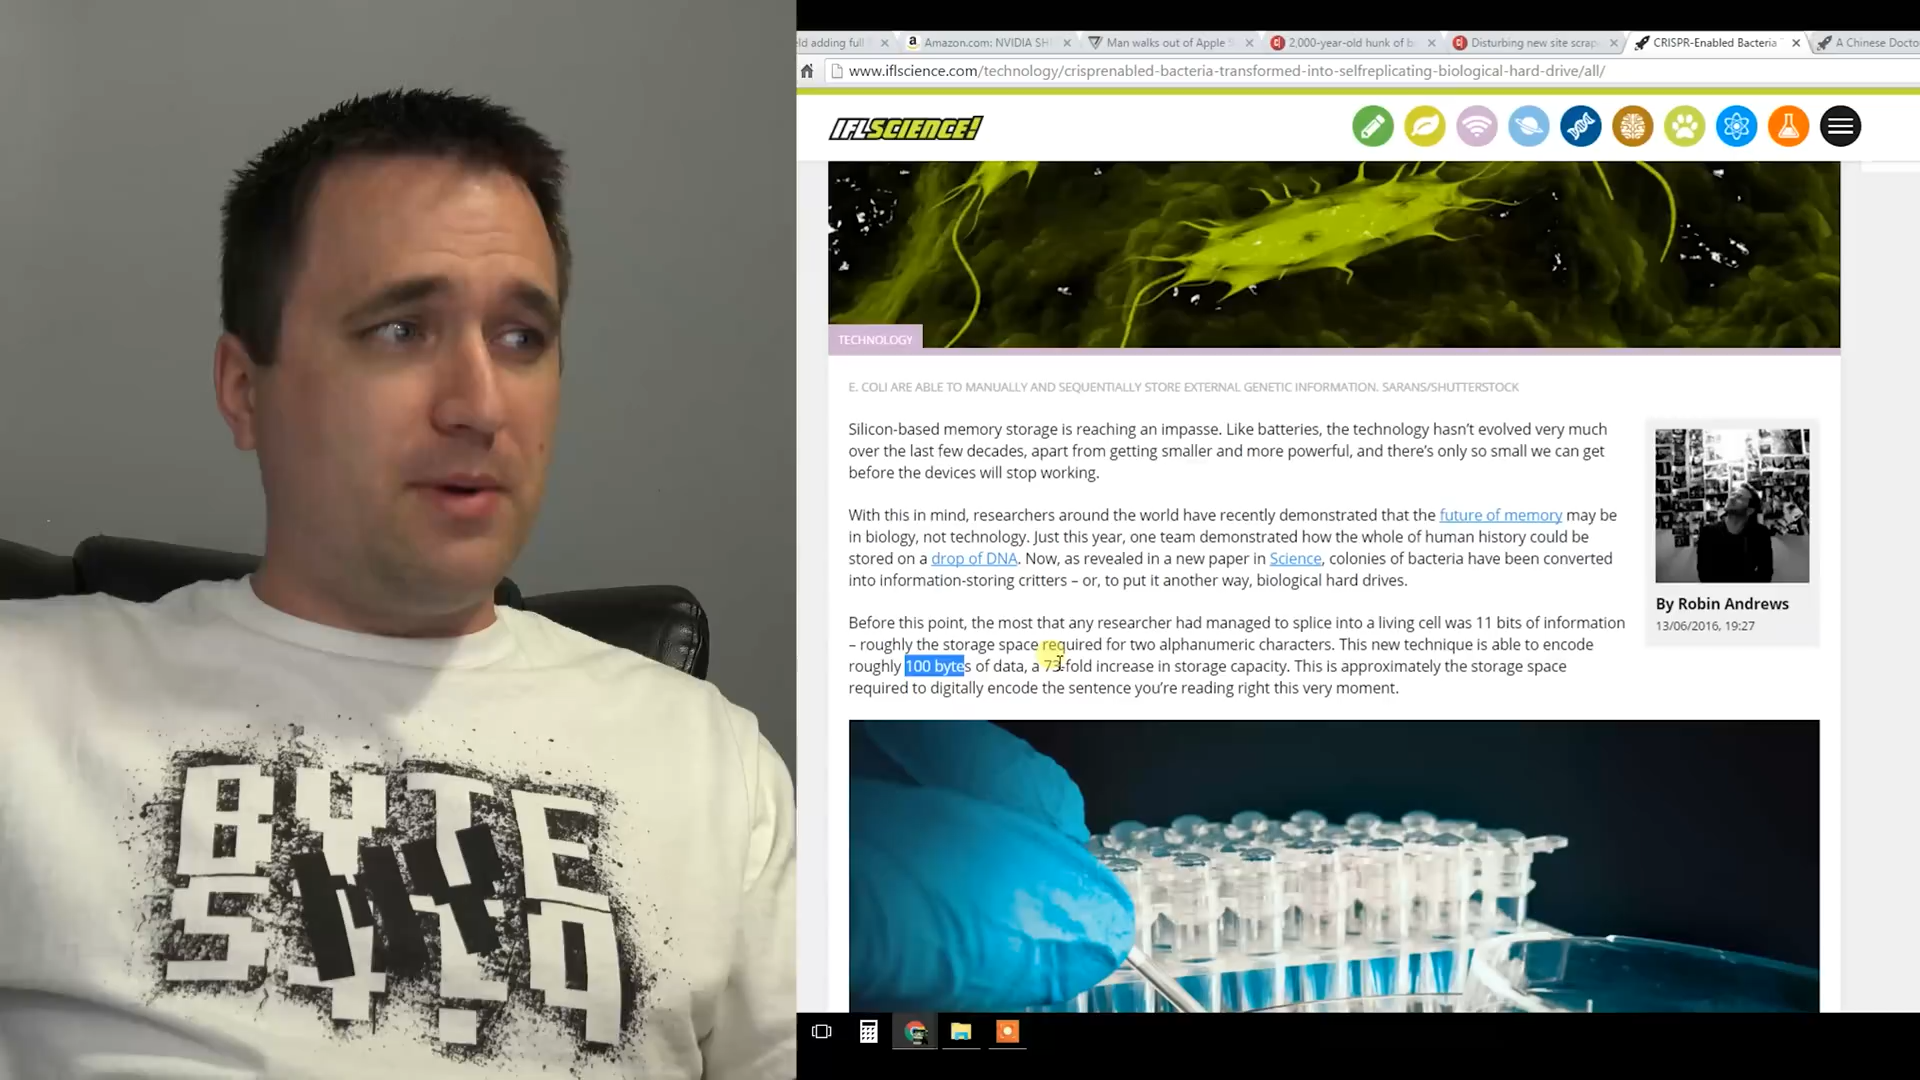 ld adding full
Amazon.com: NVIDIA SH
Man walks out of Apple S
2,000-year-old hunk of b
Disturbing new site scrap
CRISPR-Enabled Bacteria T
A Chinese Docto
www.iflscience.com/technology/crisprenabled-bacteria-transformed-into-selfreplicating-biological-hard-drive/all/
IFLSCIENCE!
TECHNOLOGY
E. COLI ARE ABLE TO MANUALLY AND SEQUENTIALLY STORE EXTERNAL GENETIC INFORMATION. SARANS/SHUTTERSTOCK
Silicon-based memory storage is reaching an impasse. Like batteries, the technology hasn't evolved very much
over the last few decades, apart from getting smaller and more powerful, and there's only so small we can get
before the devices will stop working.
With this in mind, researchers around the world have recently demonstrated that the future of memory may be
in biology, not technology. Just this year, one team demonstrated how the whole of human history could be
stored on a drop of DNA. Now, as revealed in a new paper in Science, colonies of bacteria have been converted
into information-storing critters – or, to put it another way, biological hard drives.
Before this point, the most that any researcher had managed to splice into a living cell was 11 bits of information
– roughly the storage space required for two alphanumeric characters. This new technique is able to encode
roughly 100 bytes of data, a 73-fold increase in storage capacity. This is approximately the storage space
required to digitally encode the sentence you're reading right this very moment.
By Robin Andrews
13/06/2016, 19:27
BYTE